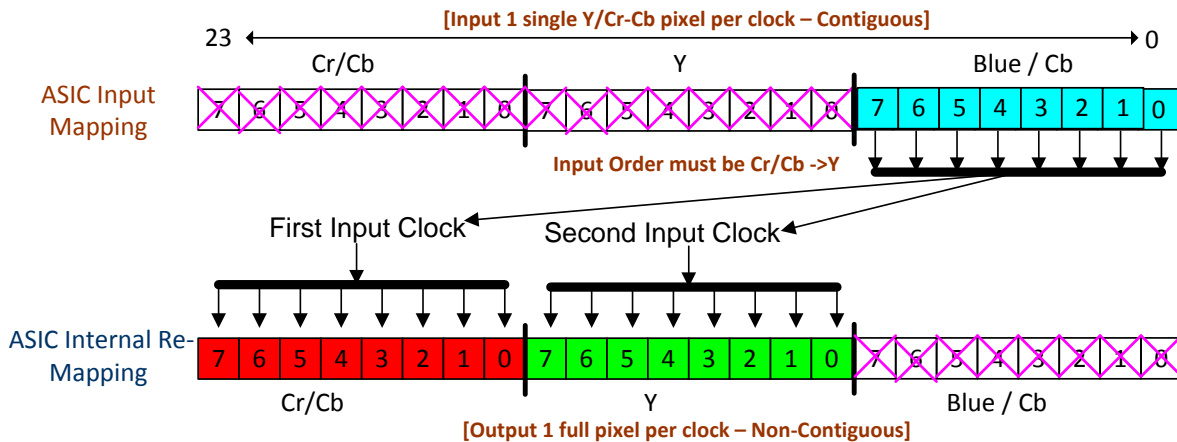 [Input 1 single Y/Cr-Cb pixel per clock – Contiguous]
23 0
Cr/Cb Y Blue / Cb
ASIC Input
Mapping
7 6 5 4 3 2 1 0 7 6 5 4 3 2 1 0 7 6 5 4 3 2 1 0
Input Order must be Cr/Cb ->Y
First Input Clock Second Input Clock
ASIC Internal Re-
Mapping
7 6 5 4 3 2 1 0 7 6 5 4 3 2 1 0 7 6 5 4 3 2 1 0
Cr/Cb Y Blue / Cb
[Output 1 full pixel per clock – Non-Contiguous]